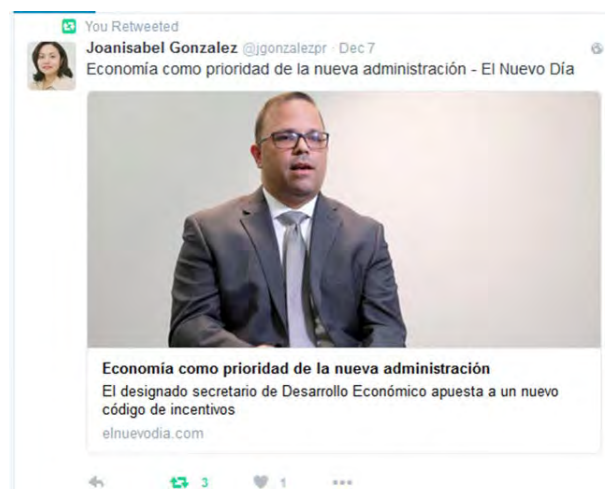 You Retweeted
Joanisabel Gonzalez @jgonzalezpr · Dec 7
Economía como prioridad de la nueva administración - El Nuevo Día
Economía como prioridad de la nueva administración
El designado secretario de Desarrollo Económico apuesta a un nuevo
código de incentivos
elnuevodia.com
3 1